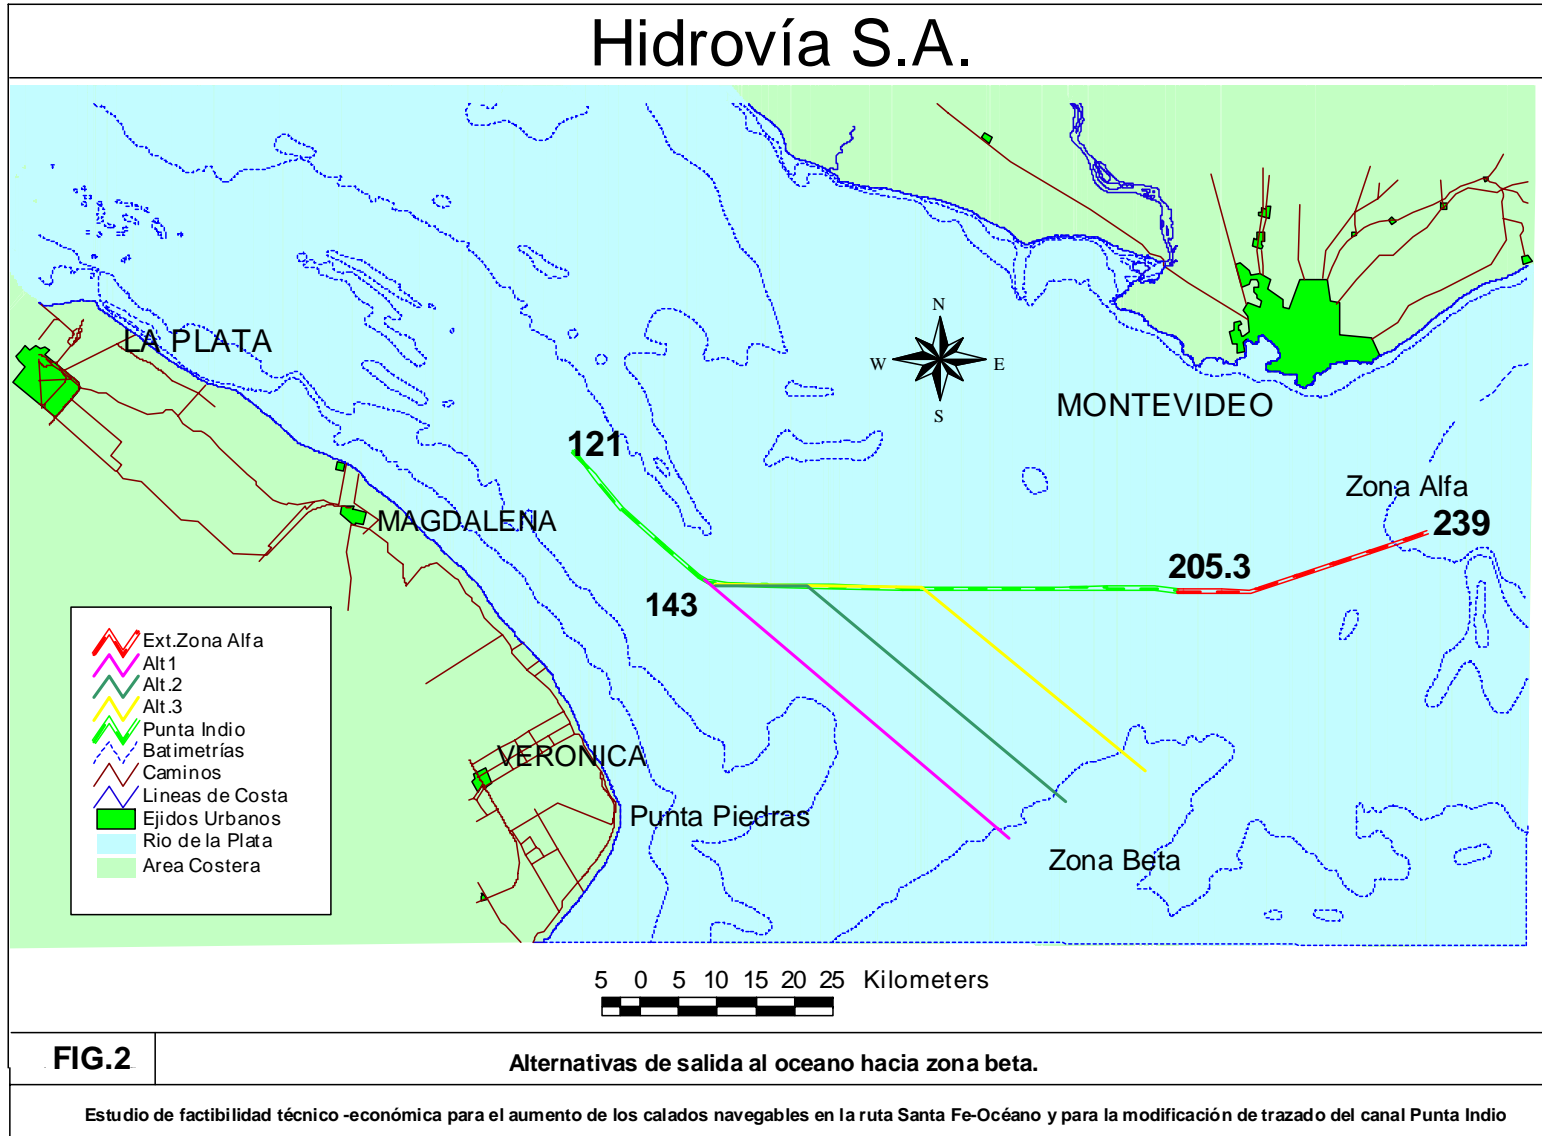 Hidrovía S.A.
N
W
E
S
LA PLATA
MONTEVIDEO
121
Zona Alfa
239
MAGDALENA
205.3
143
Ext.Zona Alfa
Alt1
Alt.2
Alt.3
Punta Indio
Batimetrías
Caminos
Lineas de Costa
Ejidos Urbanos
Rio de la Plata
Area Costera
VERONICA
Punta Piedras
Zona Beta
5 0 5 10 15 20 25 Kilometers
FIG.2
Alternativas de salida al oceano hacia zona beta.
Estudio de factibilidad técnico -económica para el aumento de los calados navegables en la ruta Santa Fe-Océano y para la modificación de trazado del canal Punta Indio